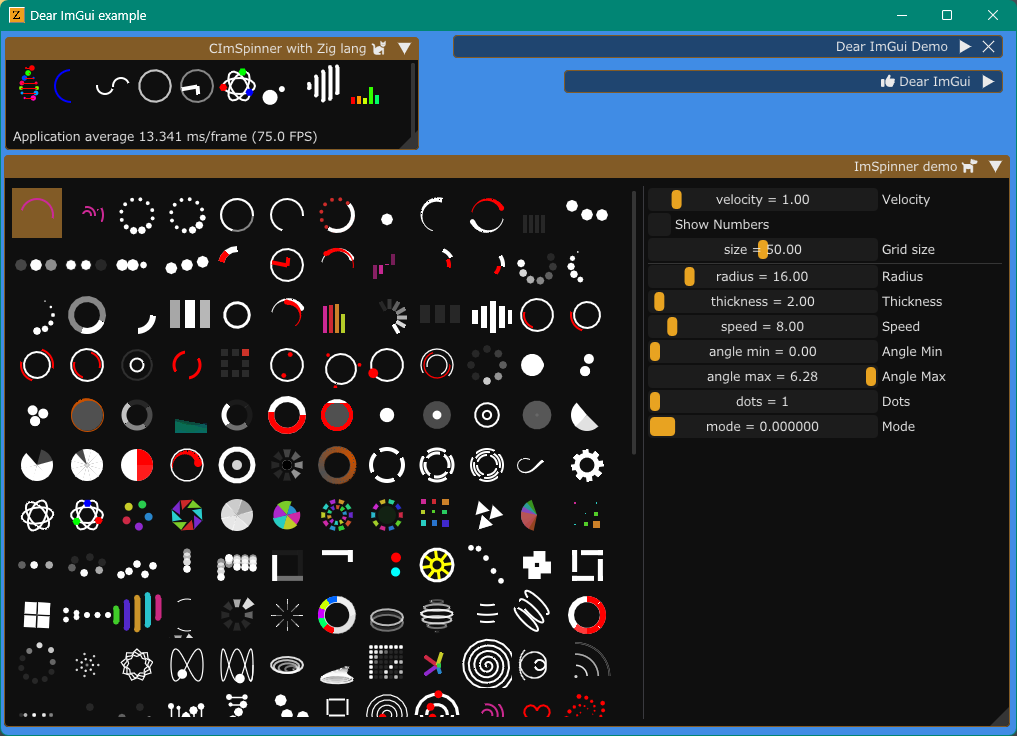 Z Dear ImGui example
CImSpinner with Zig lang
Dear ImGui Demo
Dear ImGui
Application average 13.341 ms/frame (75.0 FPS)
ImSpinner demo
velocity = 1.00 Velocity
Show Numbers
size = 50.00 Grid size
radius = 16.00 Radius
thickness = 2.00 Thickness
speed = 8.00 Speed
angle min = 0.00 Angle Min
angle max = 6.28 Angle Max
dots = 1 Dots
mode = 0.000000 Mode